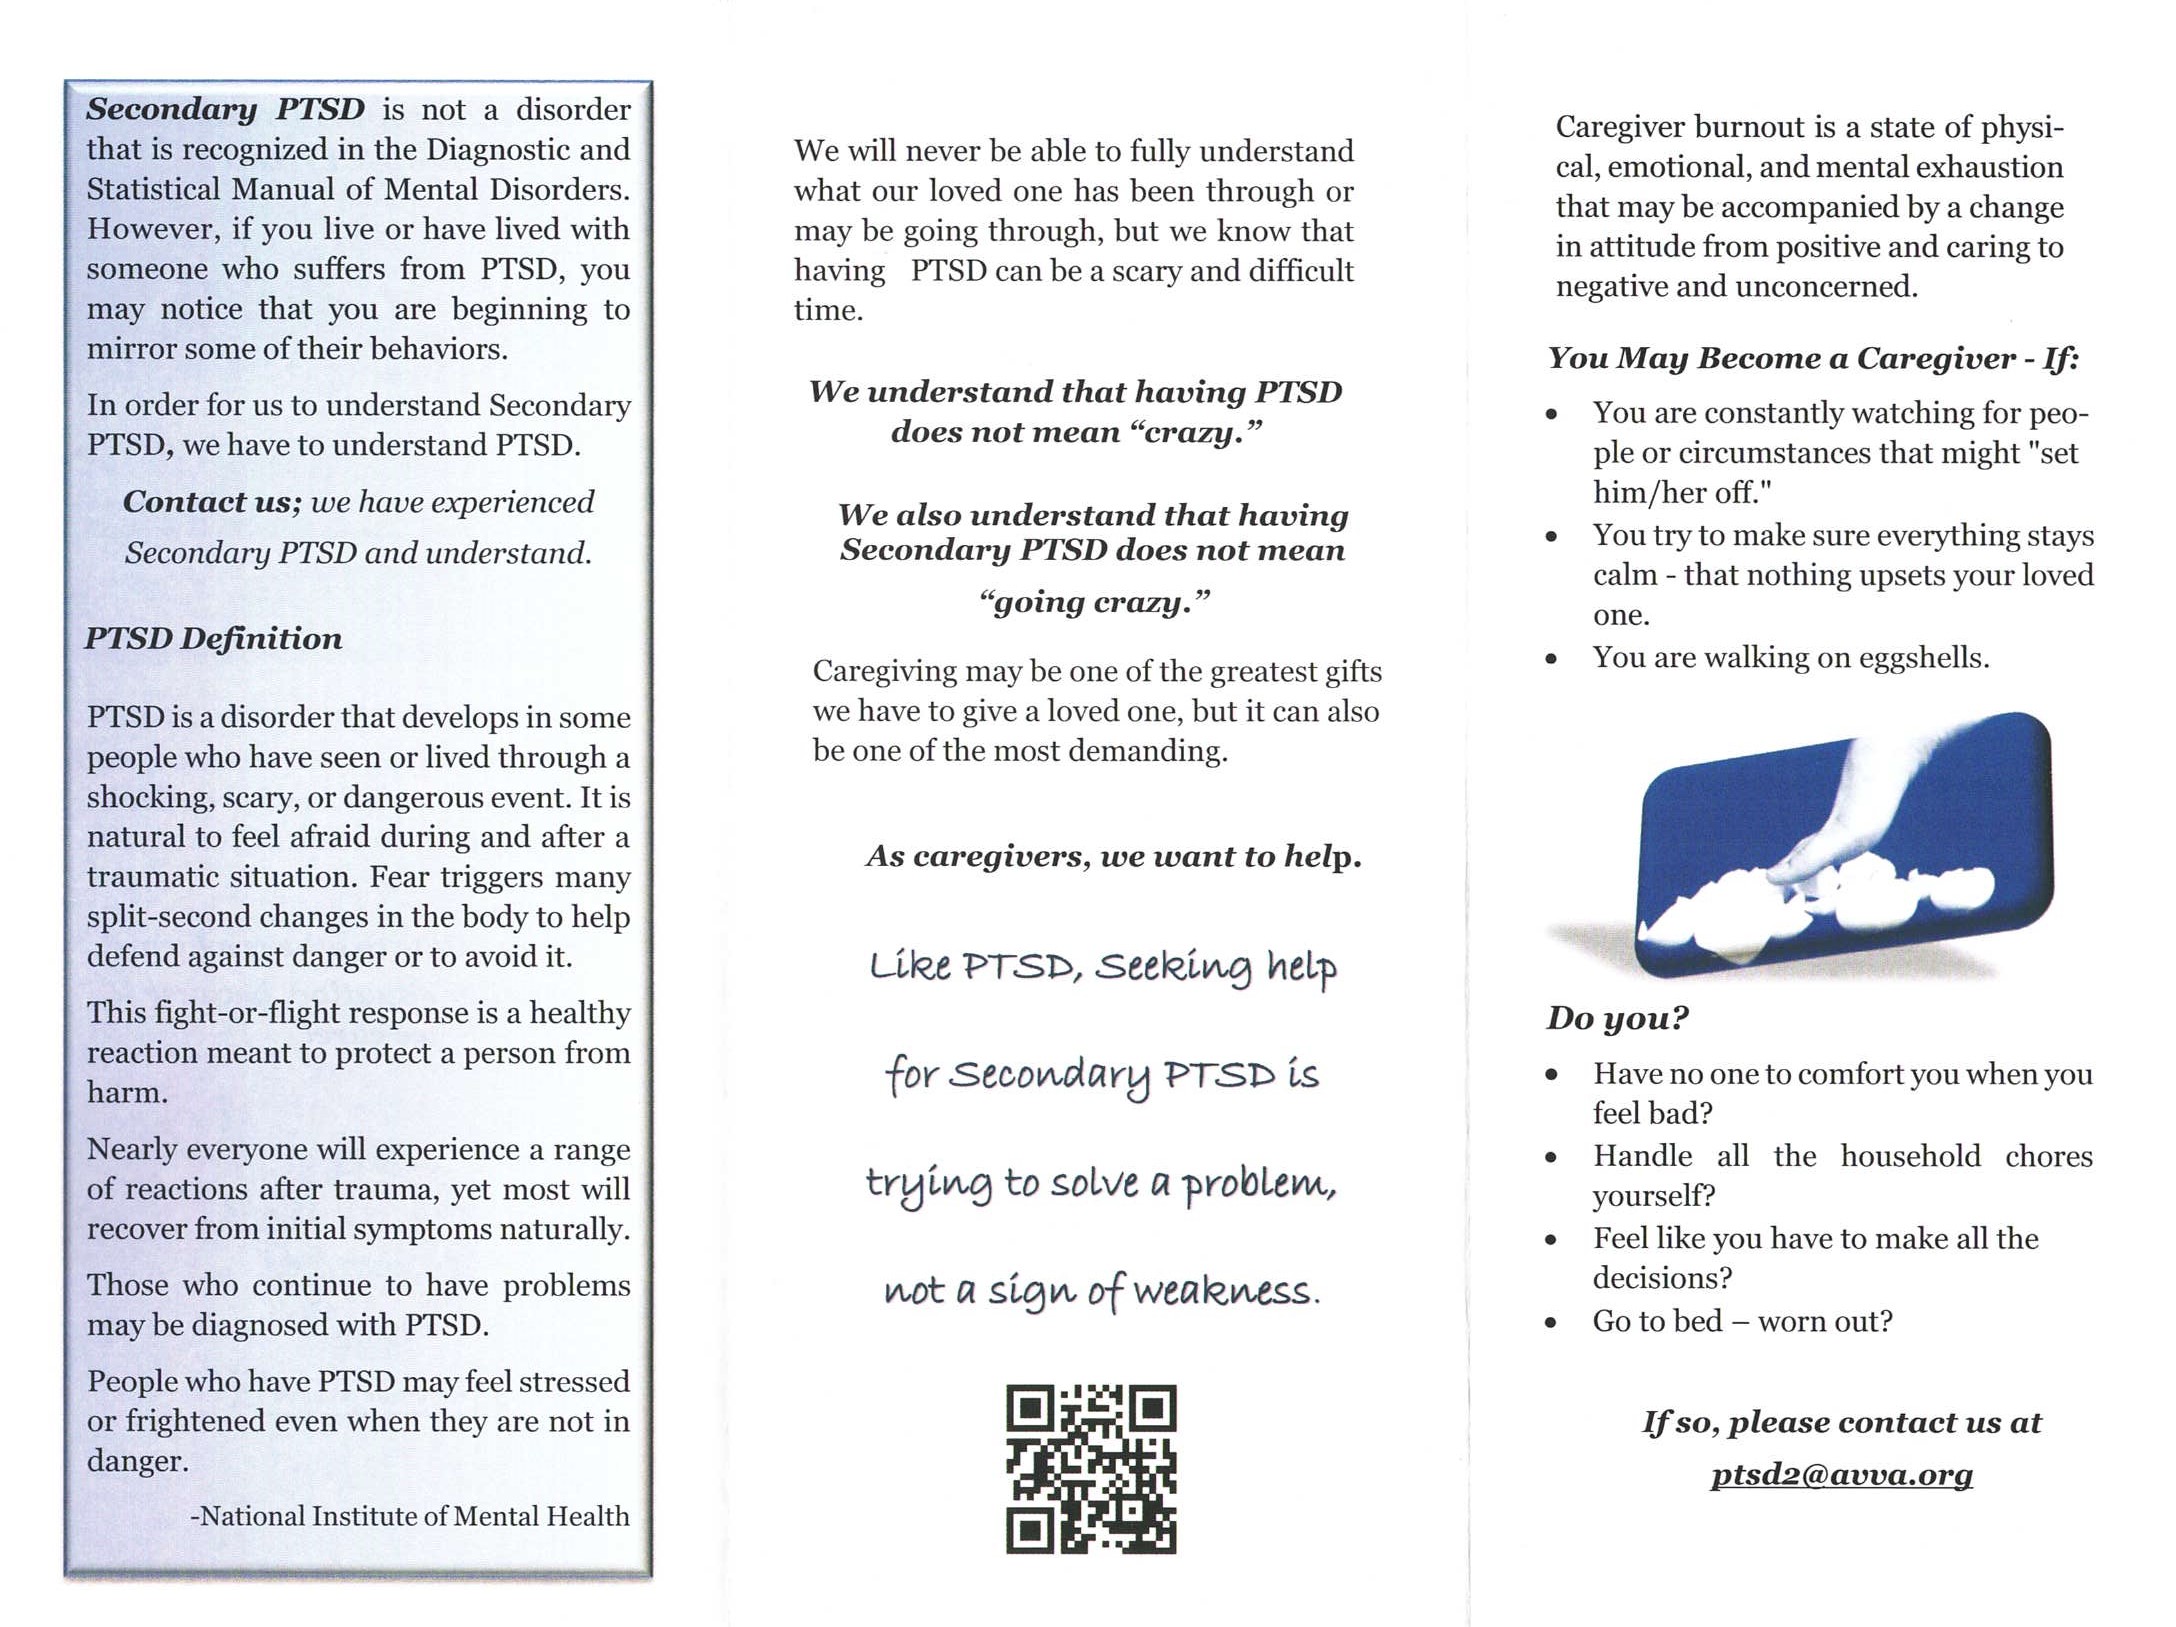 Secondary PTSD is not a disorder
that is recognized in the Diagnostic and
Statistical Manual of Mental Disorders.
However, if you live or have lived with
someone who suffers from PTSD, you
may notice that you are beginning to
mirror some of their behaviors.
In order for us to understand Secondary
PTSD, we have to understand PTSD.
Contact us; we have experienced
Secondary PTSD and understand.
PTSD Definition
PTSD is a disorder that develops in some
people who have seen or lived through a
shocking, scary, or dangerous event. It is
natural to feel afraid during and after a
traumatic situation. Fear triggers many
split-second changes in the body to help
defend against danger or to avoid it.
This fight-or-flight response is a healthy
reaction meant to protect a person from
harm.
Nearly everyone will experience a range
of reactions after trauma, yet most will
recover from initial symptoms naturally.
Those who continue to have problems
may be diagnosed with PTSD.
People who have PTSD may feel stressed
or frightened even when they are not in
danger.
-National Institute of Mental Health
We will never be able to fully understand
what our loved one has been through or
may be going through, but we know that
having PTSD can be a scary and difficult
time.
We understand that having PTSD
does not mean “crazy.”
We also understand that having
Secondary PTSD does not mean
“going crazy.”
Caregiving may be one of the greatest gifts
we have to give a loved one, but it can also
be one of the most demanding.
As caregivers, we want to help.
Like PTSD, Seeking help
for Secondary PTSD is
trying to solve a problem,
not a sign of weakness.
Caregiver burnout is a state of physi-
cal, emotional, and mental exhaustion
that may be accompanied by a change
in attitude from positive and caring to
negative and unconcerned.
You May Become a Caregiver - If:
• You are constantly watching for peo-
ple or circumstances that might "set
him/her off."
• You try to make sure everything stays
calm - that nothing upsets your loved
one.
• You are walking on eggshells.
Do you?
• Have no one to comfort you when you
feel bad?
• Handle all the household chores
yourself?
• Feel like you have to make all the
decisions?
• Go to bed – worn out?
If so, please contact us at
ptsd2@avva.org